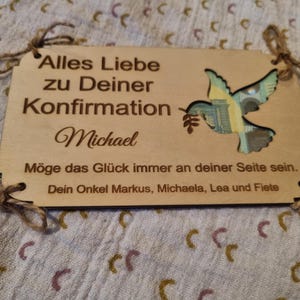 Alles Liebe
zu Deiner
Konfirmation
Michael
Möge das Glück immer an deiner Seite sein.
Dein Onkel Markus, Michaela, Lea und Fiete